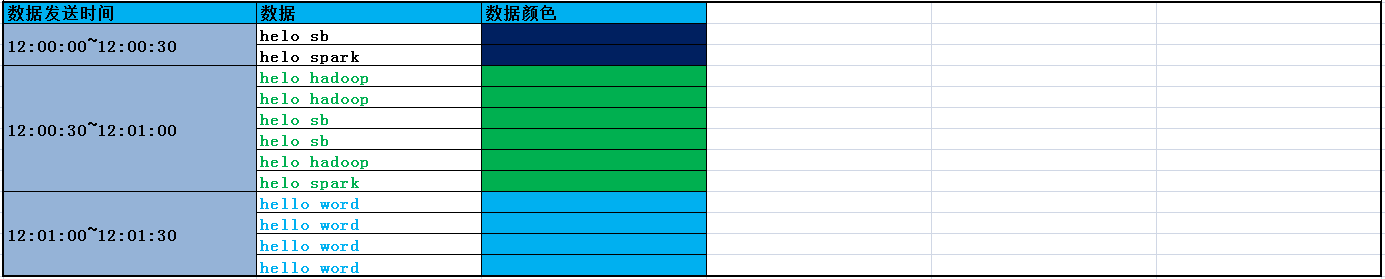 数据发送时间 数据 数据颜色
12:00:00~12:00:30
helo sb
helo spark
12:00:30~12:01:00
helo hadoop
helo hadoop
helo sb
helo sb
helo hadoop
helo spark
12:01:00~12:01:30
hello word
hello word
hello word
hello word